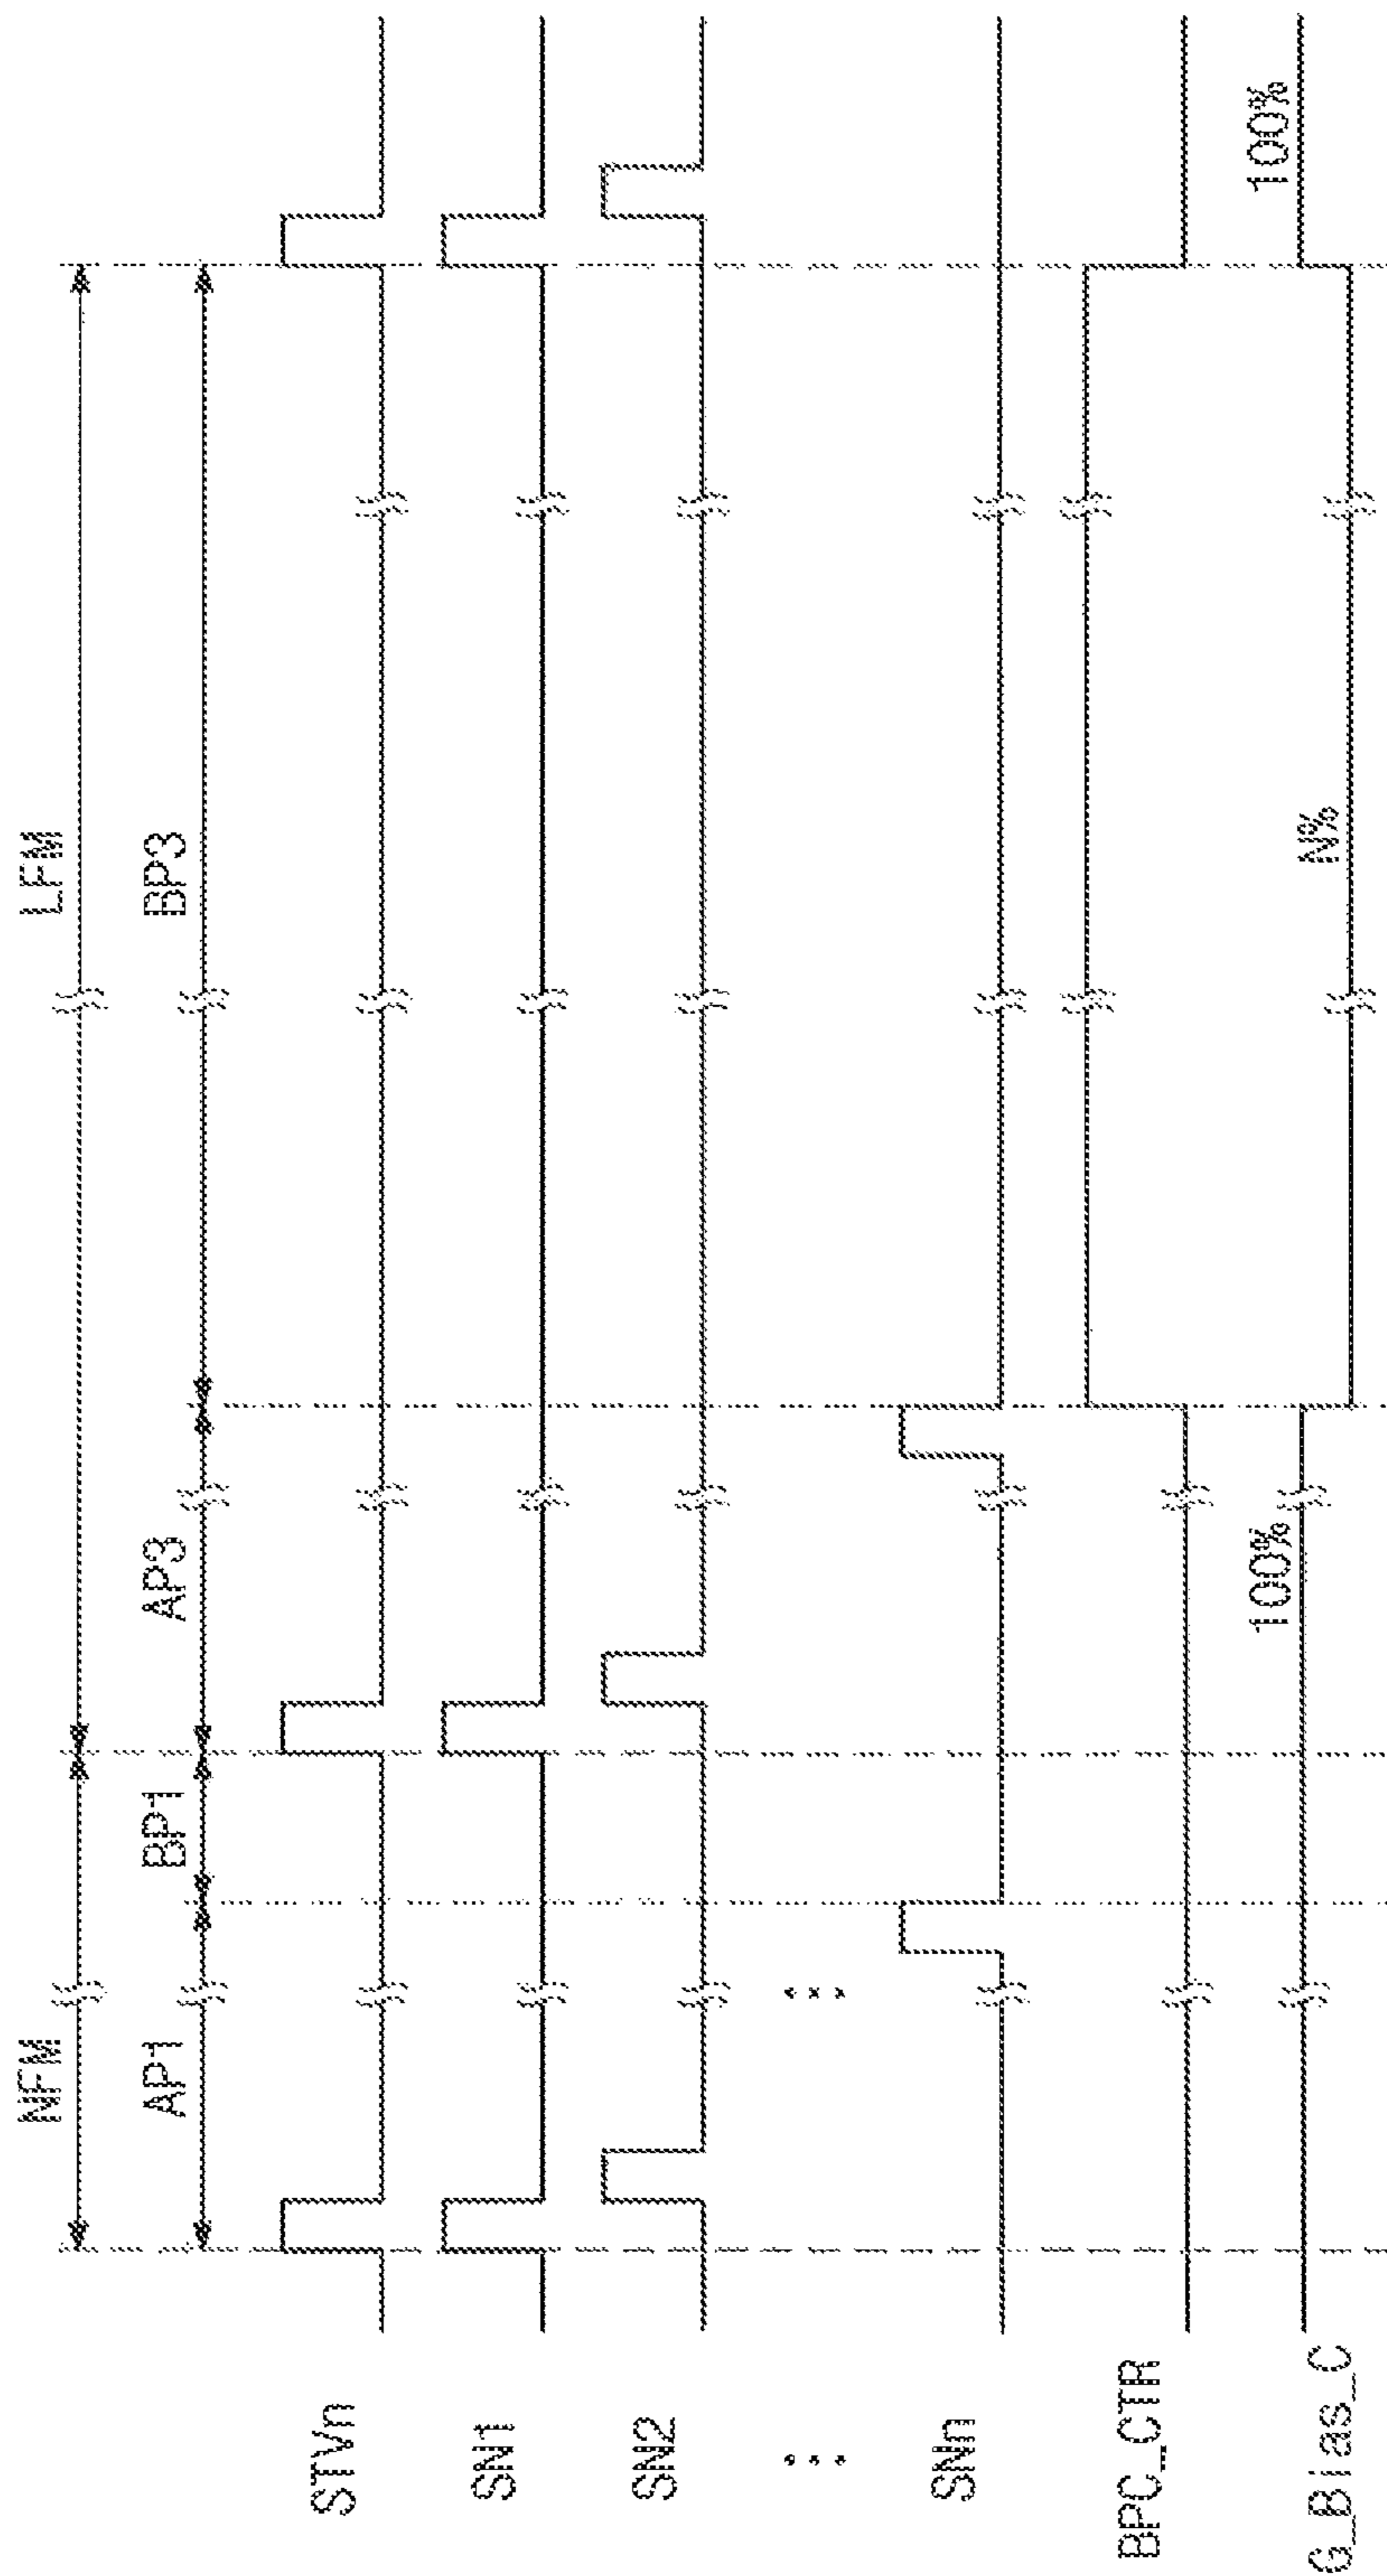 NFM LFM
AP1 BP1 AP3 BP3
STVn
SN1
SN2
... ...
SNn
BPC_CTR
G_Bias_C 100% N% 100%